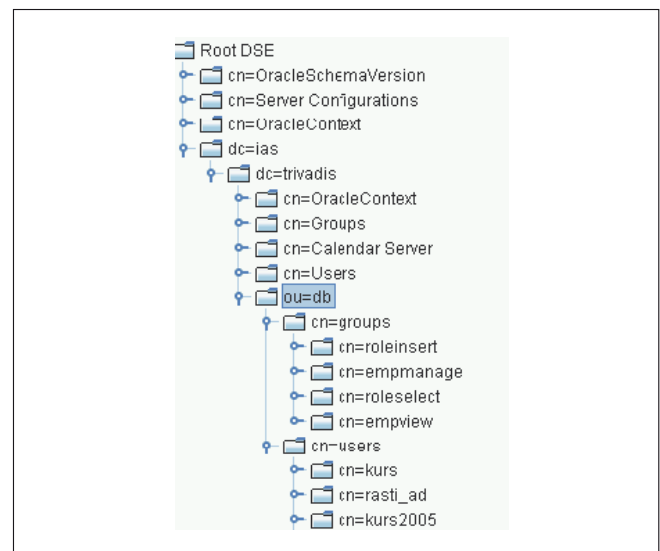 Root DSE
cn=OracleSchemaVersion
cn=Server Configurations
cn=OracleContext
dc=ias
dc=trivadis
cn=OracleContext
cn=Groups
cn=Calendar Server
cn=Users
ou=db
cn=groups
cn=roleinsert
cn=empmanage
cn=roleselect
cn=empview
cn=users
cn=kurs
cn=rasti_ad
cn=kurs2005